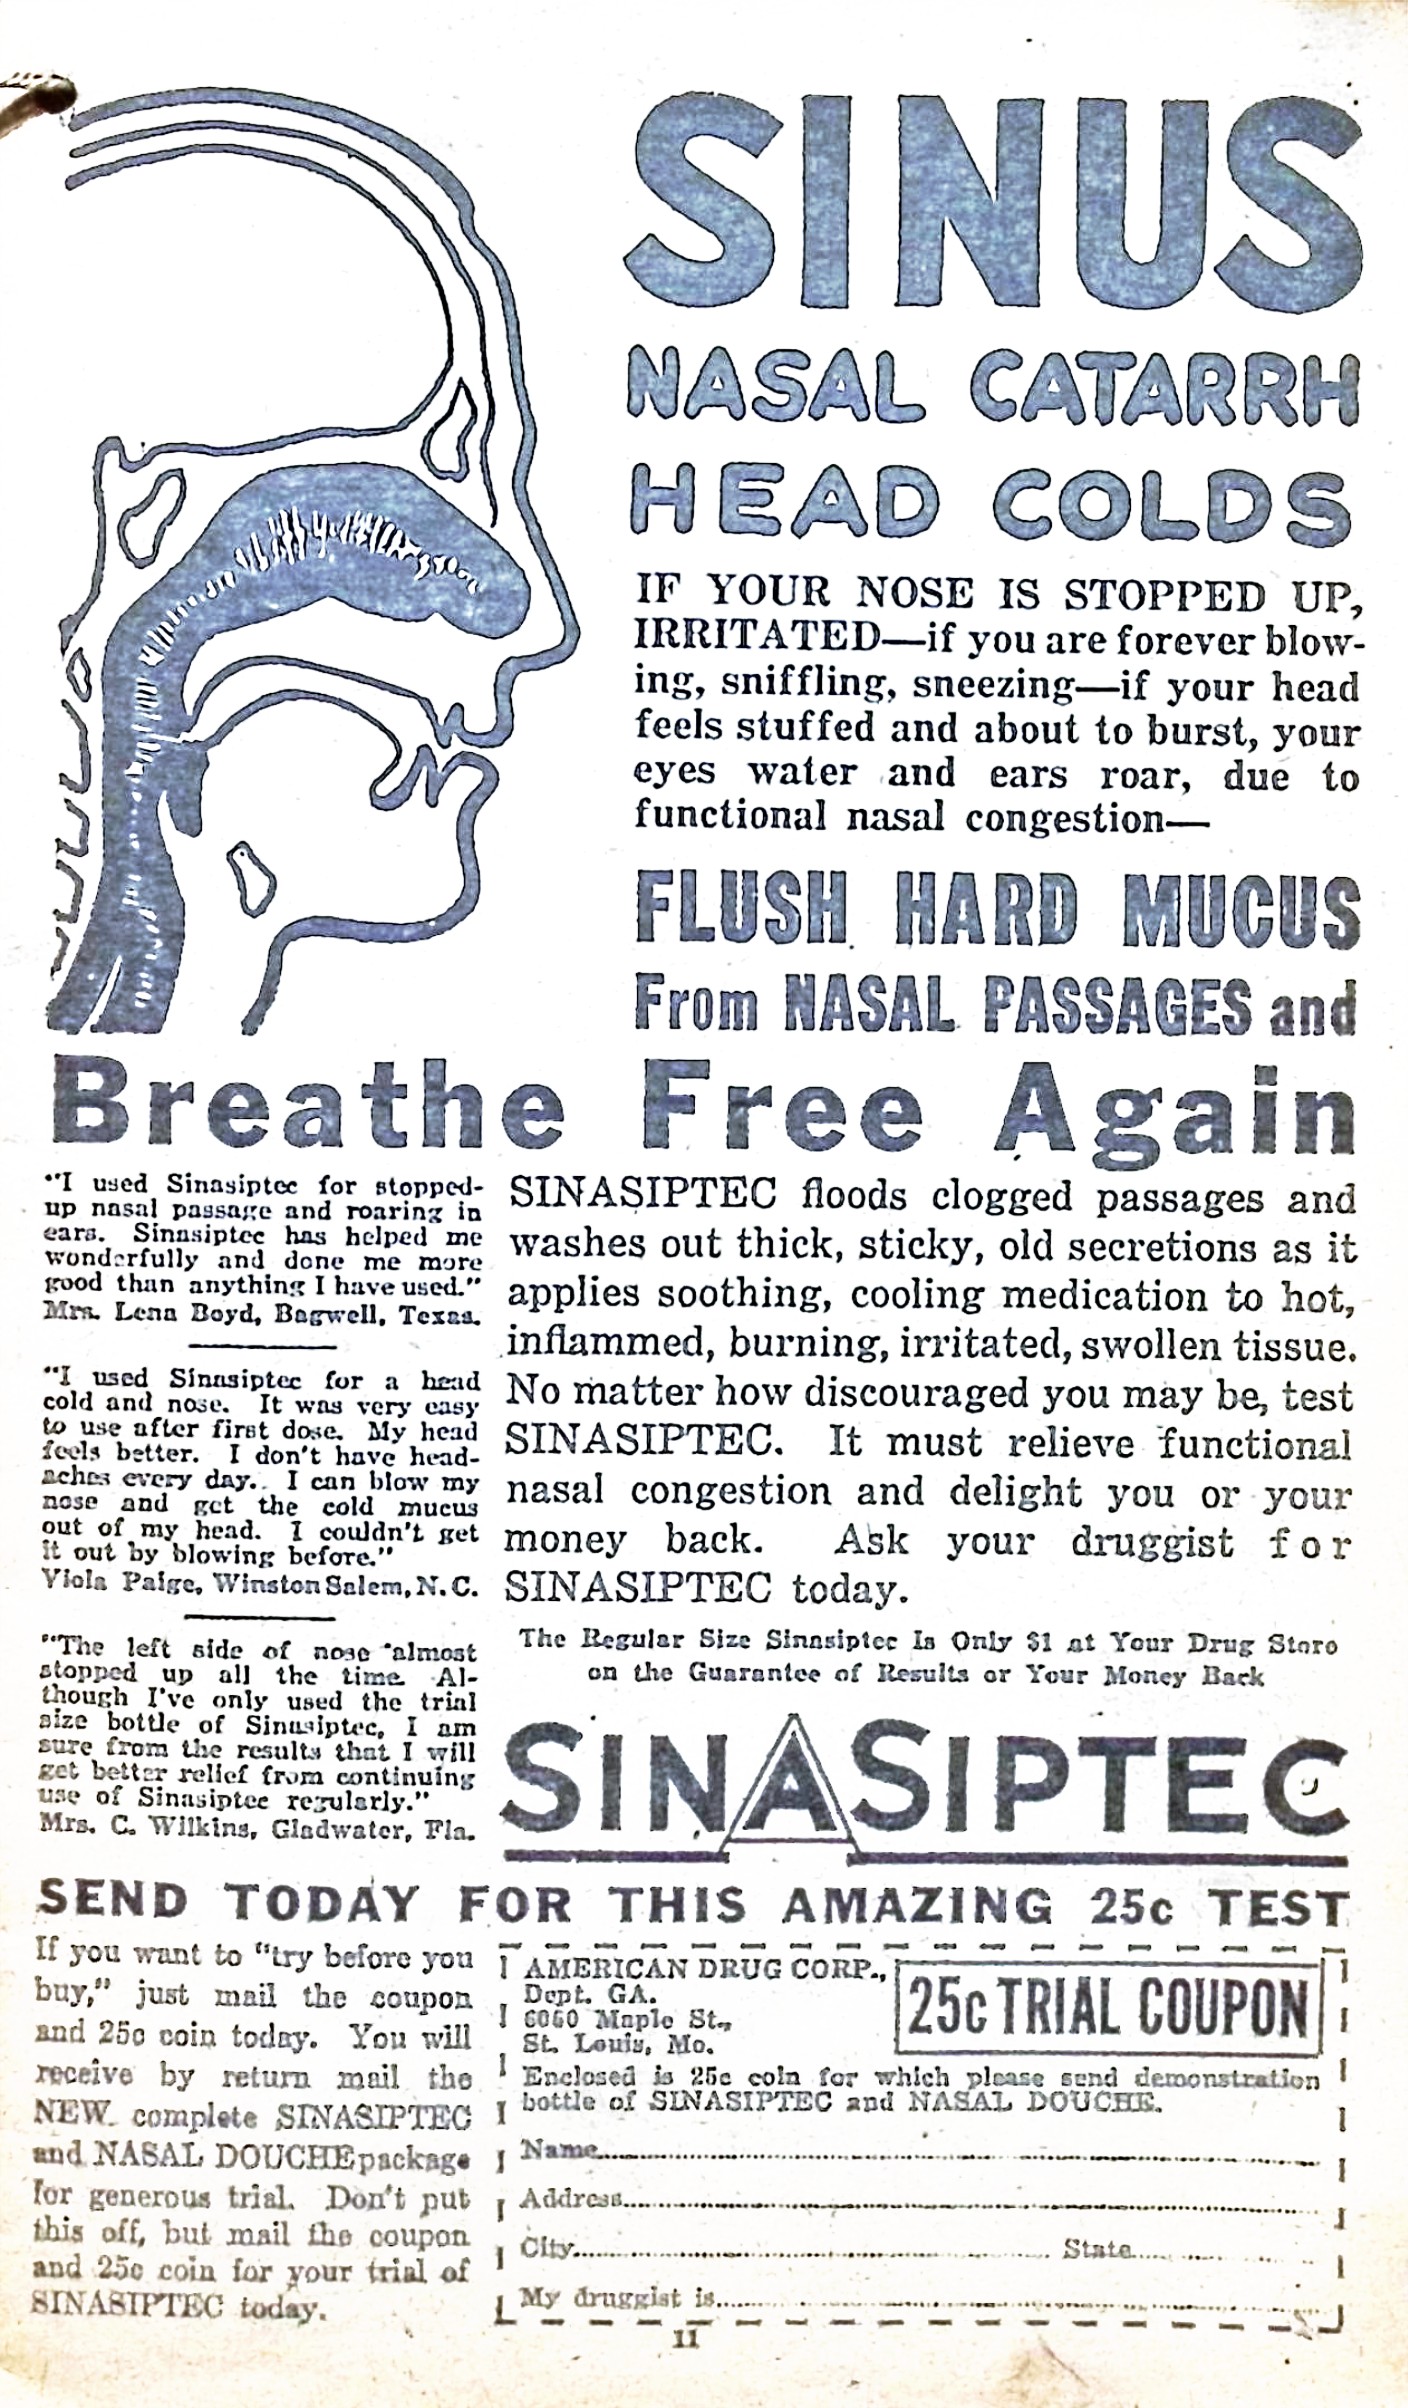 SINUS
NASAL CATARRH
HEAD COLDS
IF YOUR NOSE IS STOPPED UP,
IRRITATED—if you are forever blow-
ing, sniffling, sneezing—if your head
feels stuffed and about to burst, your
eyes water and ears roar, due to
functional nasal congestion—
FLUSH HARD MUCUS
From NASAL PASSAGES and
Breathe Free Again
"I used Sinasiptec for stopped-
up nasal passage and roaring in
ears. Sinasiptec has helped me
wonderfully and done me more
good than anything I have used."
Mrs. Lena Boyd, Bagwell, Texas.
"I used Sinasiptec for a head
cold and nose. It was very easy
to use after first dose. My head
feels better. I don't have head-
aches every day. I can blow my
nose and get the cold mucus
out of my head. I couldn't get
it out by blowing before."
Viola Paige, Winston Salem, N. C.
"The left side of nose almost
stopped up all the time. Al-
though I've only used the trial
size bottle of Sinasiptec, I am
sure from the results that I will
get better relief from continuing
use of Sinasiptec regularly."
Mrs. C. Wilkins, Gladwater, Fla.
SINASIPTEC floods clogged passages and
washes out thick, sticky, old secretions as it
applies soothing, cooling medication to hot,
inflammed, burning, irritated, swollen tissue.
No matter how discouraged you may be, test
SINASIPTEC. It must relieve functional
nasal congestion and delight you or your
money back. Ask your druggist for
SINASIPTEC today.
The Regular Size Sinasiptec Is Only $1 at Your Drug Store
on the Guarantee of Results or Your Money Back
SINASIPTEC
SEND TODAY FOR THIS AMAZING 25c TEST
If you want to "try before you
buy," just mail the coupon
and 25c coin today. You will
receive by return mail the
NEW complete SINASIPTEC
and NASAL DOUCHE package
for generous trial. Don't put
this off, but mail the coupon
and 25c coin for your trial of
SINASIPTEC today.
AMERICAN DRUG CORP.,
Dept. GA.
6060 Maple St.,
St. Louis, Mo.
25c TRIAL COUPON
Enclosed is 25c coin for which please send demonstration
bottle of SINASIPTEC and NASAL DOUCHE.
Name
Address
City State
My druggist is
11